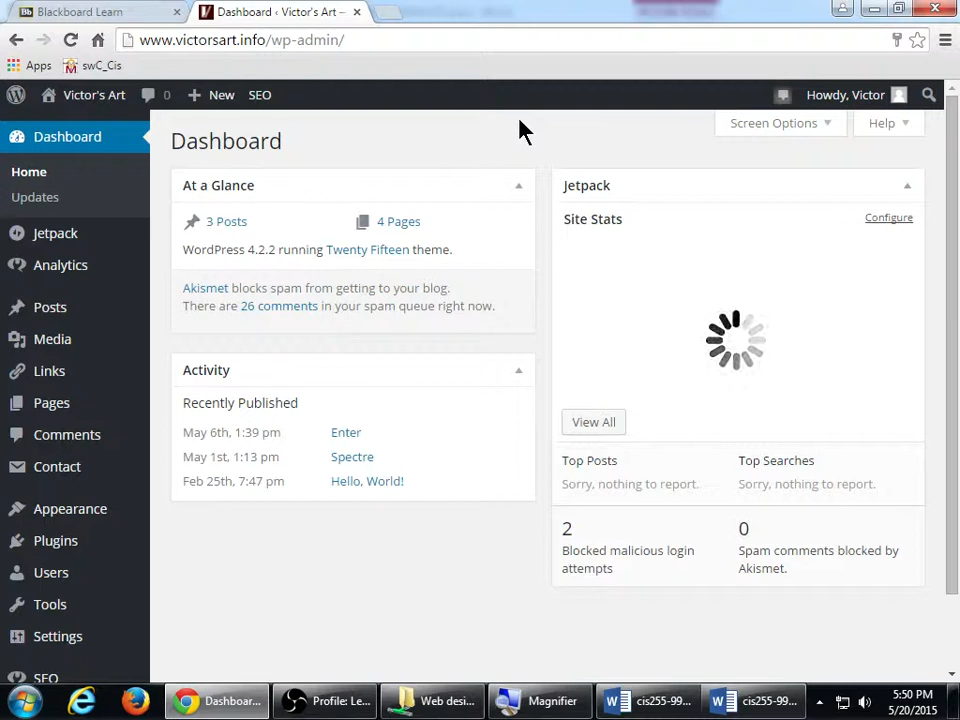 Blackboard Learn
Dashboard ‹ Victor's Art –
www.victorsart.info/wp-admin/
Apps swC_Cis
Victor's Art 0 New SEO Howdy, Victor
Dashboard
Home
Updates
Jetpack
Analytics
Posts
Media
Links
Pages
Comments
Contact
Appearance
Plugins
Users
Tools
Settings
SEO
Dashboard
Screen Options Help
At a Glance
3 Posts 4 Pages
WordPress 4.2.2 running Twenty Fifteen theme.
Akismet blocks spam from getting to your blog.
There are 26 comments in your spam queue right now.
Activity
Recently Published
May 6th, 1:39 pm Enter
May 1st, 1:13 pm Spectre
Feb 25th, 7:47 pm Hello, World!
Jetpack
Site Stats Configure
View All
Top Posts Top Searches
Sorry, nothing to report. Sorry, nothing to report.
2 0
Blocked malicious login attempts
Spam comments blocked by Akismet.
Dashboar... Profile: Le... Web desi... Magnifier cis255-99... cis255-99...
5:50 PM
5/20/2015